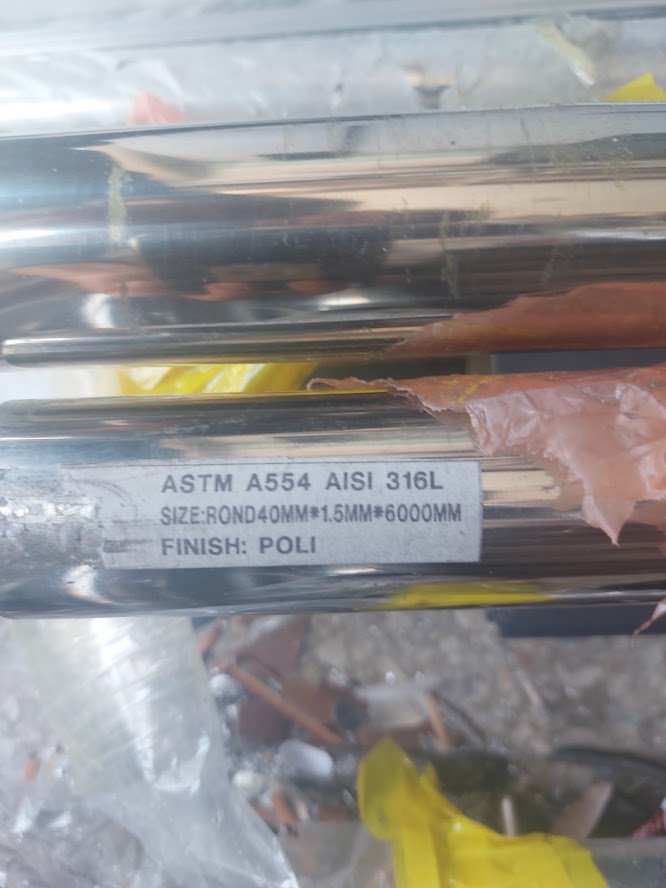 ASTM A554 AISI 316L
SIZE:ROND40MM*1.5MM*6000MM
FINISH: POLI